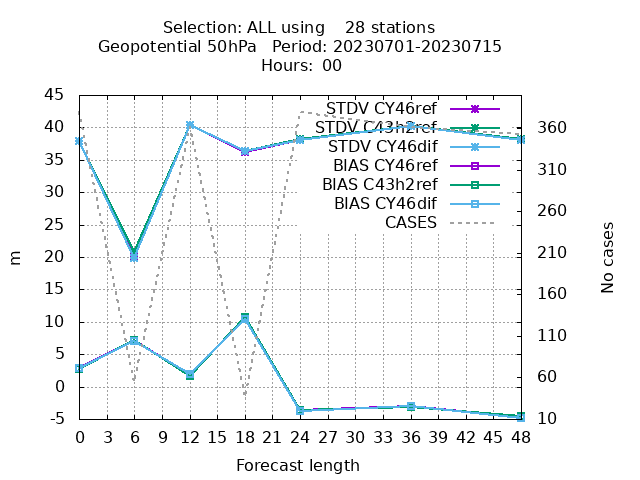 Selection: ALL using    28 stations
Geopotential 50hPa   Period: 20230701-20230715
Hours: 00
45
40
35
30
25
20
15
10
5
0
-5
m
STDV CY46ref
STDV C43h2ref
STDV CY46dif
BIAS CY46ref
BIAS C43h2ref
BIAS CY46dif
CASES
360
310
260
210
160
110
60
10
No cases
0 3 6 9 12 15 18 21 24 27 30 33 36 39 42 45 48
Forecast length